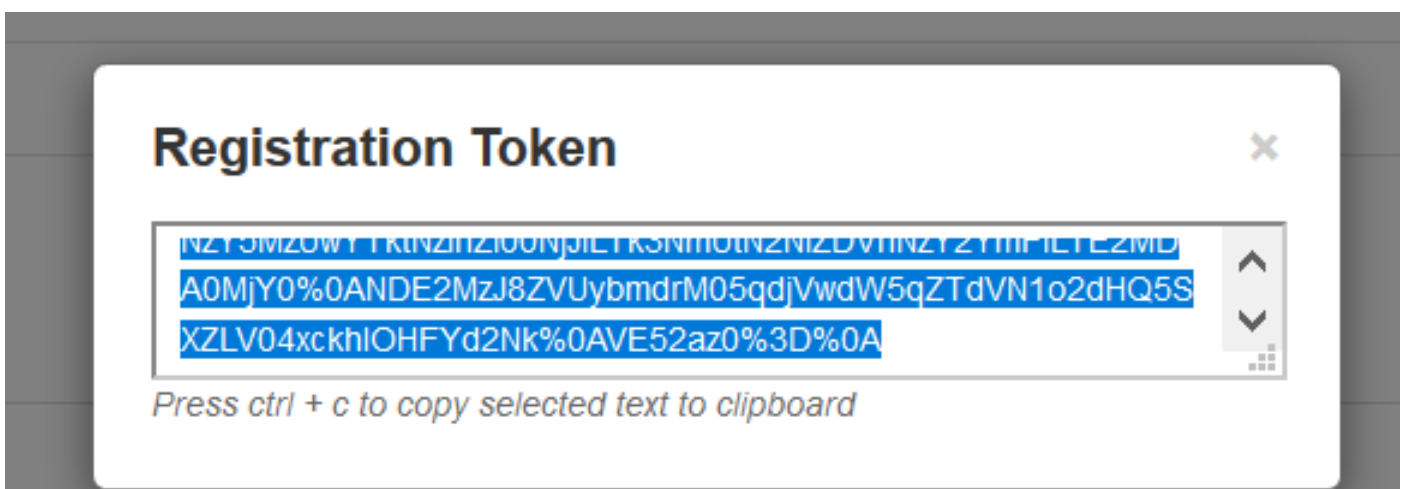 Registration Token
×
A0MjY0%0ANDE2MzJ8ZVUybmdrM05qdjVwdW5qZTdVN1o2dHQ5S
XZLV04xckhlOHFYd2Nk%0AVE52az0%3D%0A
Press ctrl + c to copy selected text to clipboard